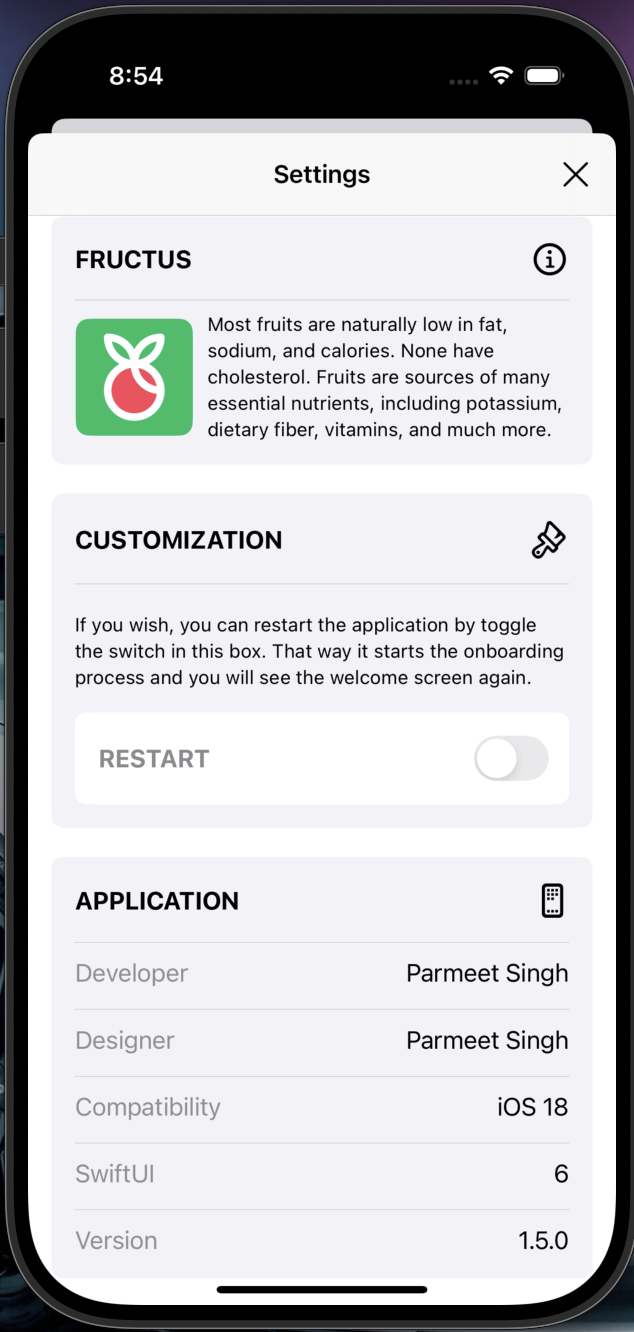 8:54
Settings
FRUCTUS
Most fruits are naturally low in fat,
sodium, and calories. None have
cholesterol. Fruits are sources of many
essential nutrients, including potassium,
dietary fiber, vitamins, and much more.
CUSTOMIZATION
If you wish, you can restart the application by toggle
the switch in this box. That way it starts the onboarding
process and you will see the welcome screen again.
RESTART
APPLICATION
Developer Parmeet Singh
Designer Parmeet Singh
Compatibility iOS 18
SwiftUI 6
Version 1.5.0